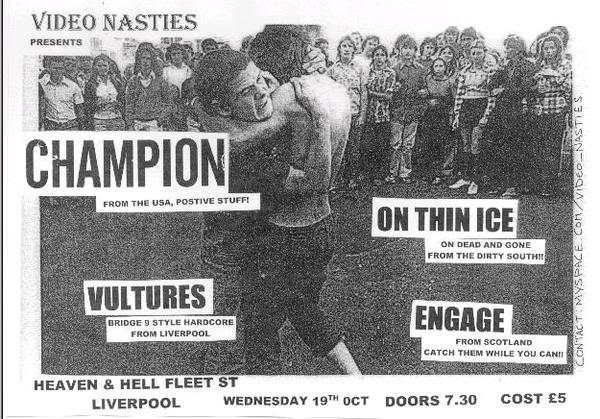 VIDEO NASTIES
PRESENTS
CHAMPION
FROM THE USA, POSTIVE STUFF!
ON THIN ICE
ON DEAD AND GONE
FROM THE DIRTY SOUTH!!
VULTURES
BRIDGE 9 STYLE HARDCORE
FROM LIVERPOOL
ENGAGE
FROM SCOTLAND
CATCH THEM WHILE YOU CAN!!
CONTACT: MYSPACE.COM/VIDEO_NASTIES
HEAVEN & HELL FLEET ST
LIVERPOOL
WEDNESDAY 19TH OCT DOORS 7.30 COST £5